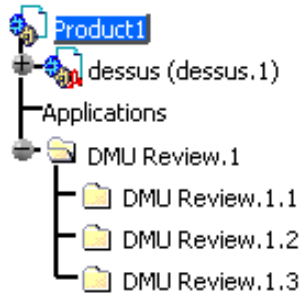 Product1
dessus (dessus.1)
Applications
DMU Review.1
DMU Review.1.1
DMU Review.1.2
DMU Review.1.3